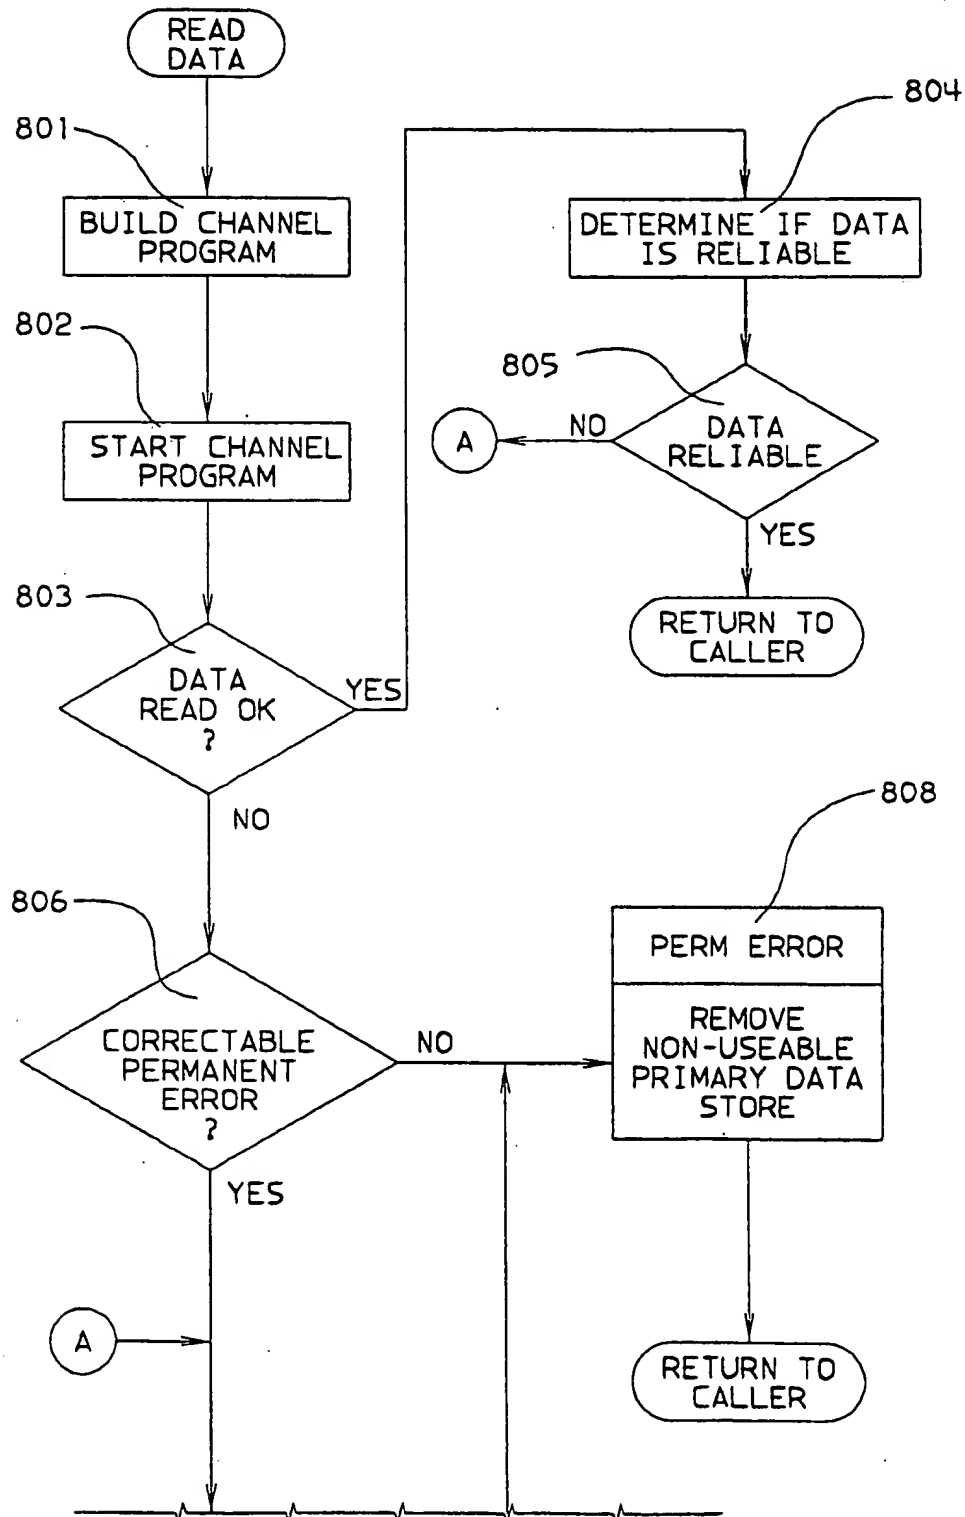 READ
DATA
801
BUILD CHANNEL
PROGRAM
802
START CHANNEL
PROGRAM
803
DATA
READ OK
?
YES
NO
804
DETERMINE IF DATA
IS RELIABLE
805
DATA
RELIABLE
NO
A
YES
RETURN TO
CALLER
806
CORRECTABLE
PERMANENT
ERROR
?
NO
YES
808
PERM ERROR
REMOVE
NON-USEABLE
PRIMARY DATA
STORE
A
RETURN TO
CALLER